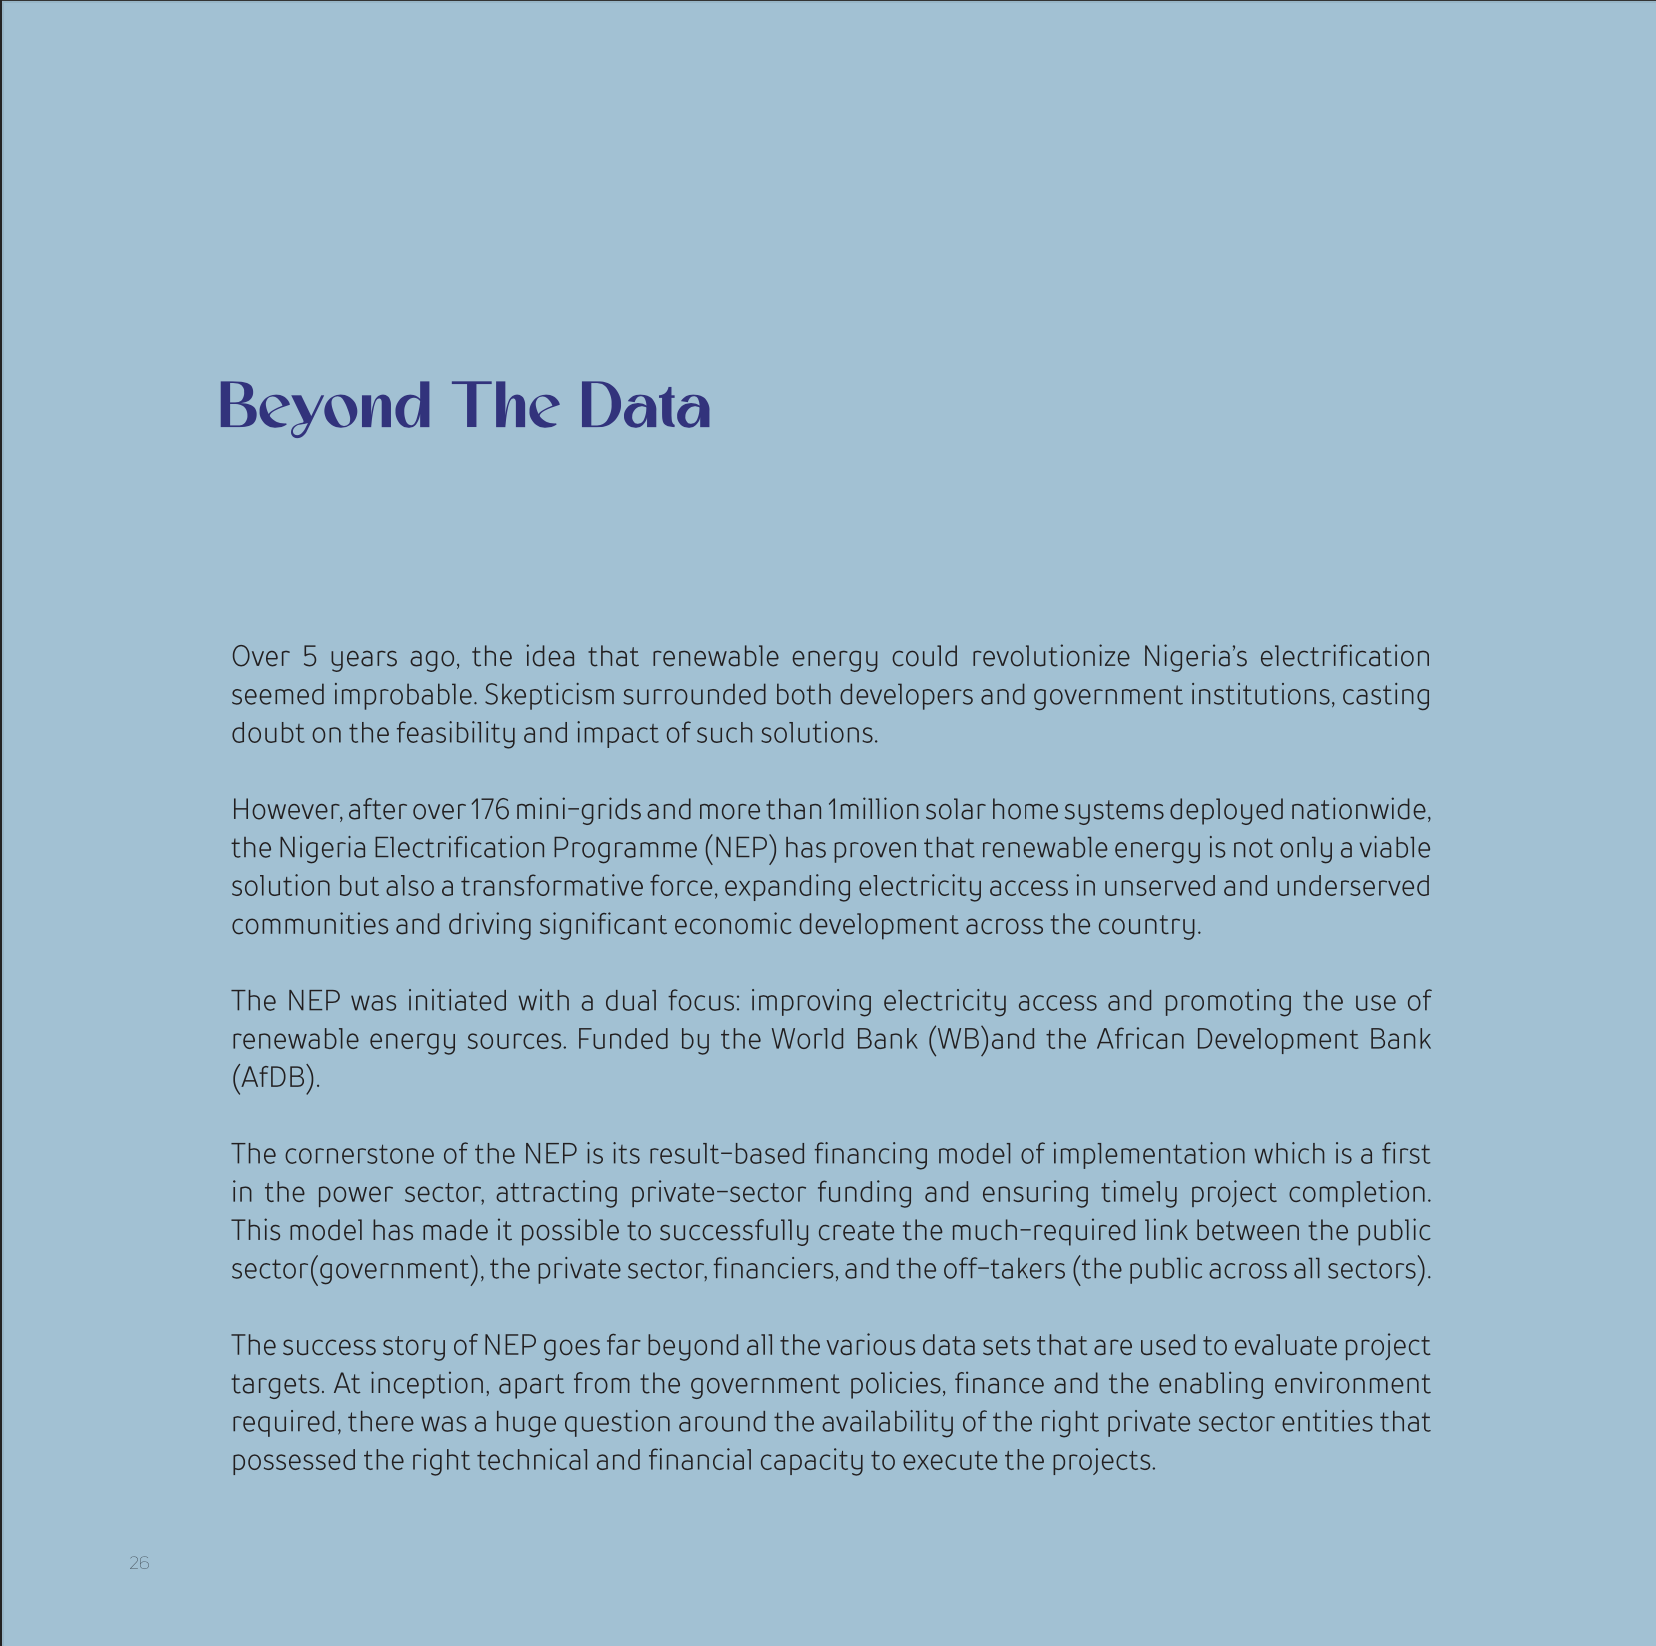 Beyond The Data
Over 5 years ago, the idea that renewable energy could revolutionize Nigeria’s electrification
seemed improbable. Skepticism surrounded both developers and government institutions, casting
doubt on the feasibility and impact of such solutions.
However, after over 176 mini-grids and more than 1million solar home systems deployed nationwide,
the Nigeria Electrification Programme (NEP) has proven that renewable energy is not only a viable
solution but also a transformative force, expanding electricity access in unserved and underserved
communities and driving significant economic development across the country.
The NEP was initiated with a dual focus: improving electricity access and promoting the use of
renewable energy sources. Funded by the World Bank (WB)and the African Development Bank
(AfDB).
The cornerstone of the NEP is its result-based financing model of implementation which is a first
in the power sector, attracting private-sector funding and ensuring timely project completion.
This model has made it possible to successfully create the much-required link between the public
sector(government), the private sector, financiers, and the off-takers (the public across all sectors).
The success story of NEP goes far beyond all the various data sets that are used to evaluate project
targets. At inception, apart from the government policies, finance and the enabling environment
required, there was a huge question around the availability of the right private sector entities that
possessed the right technical and financial capacity to execute the projects.
26